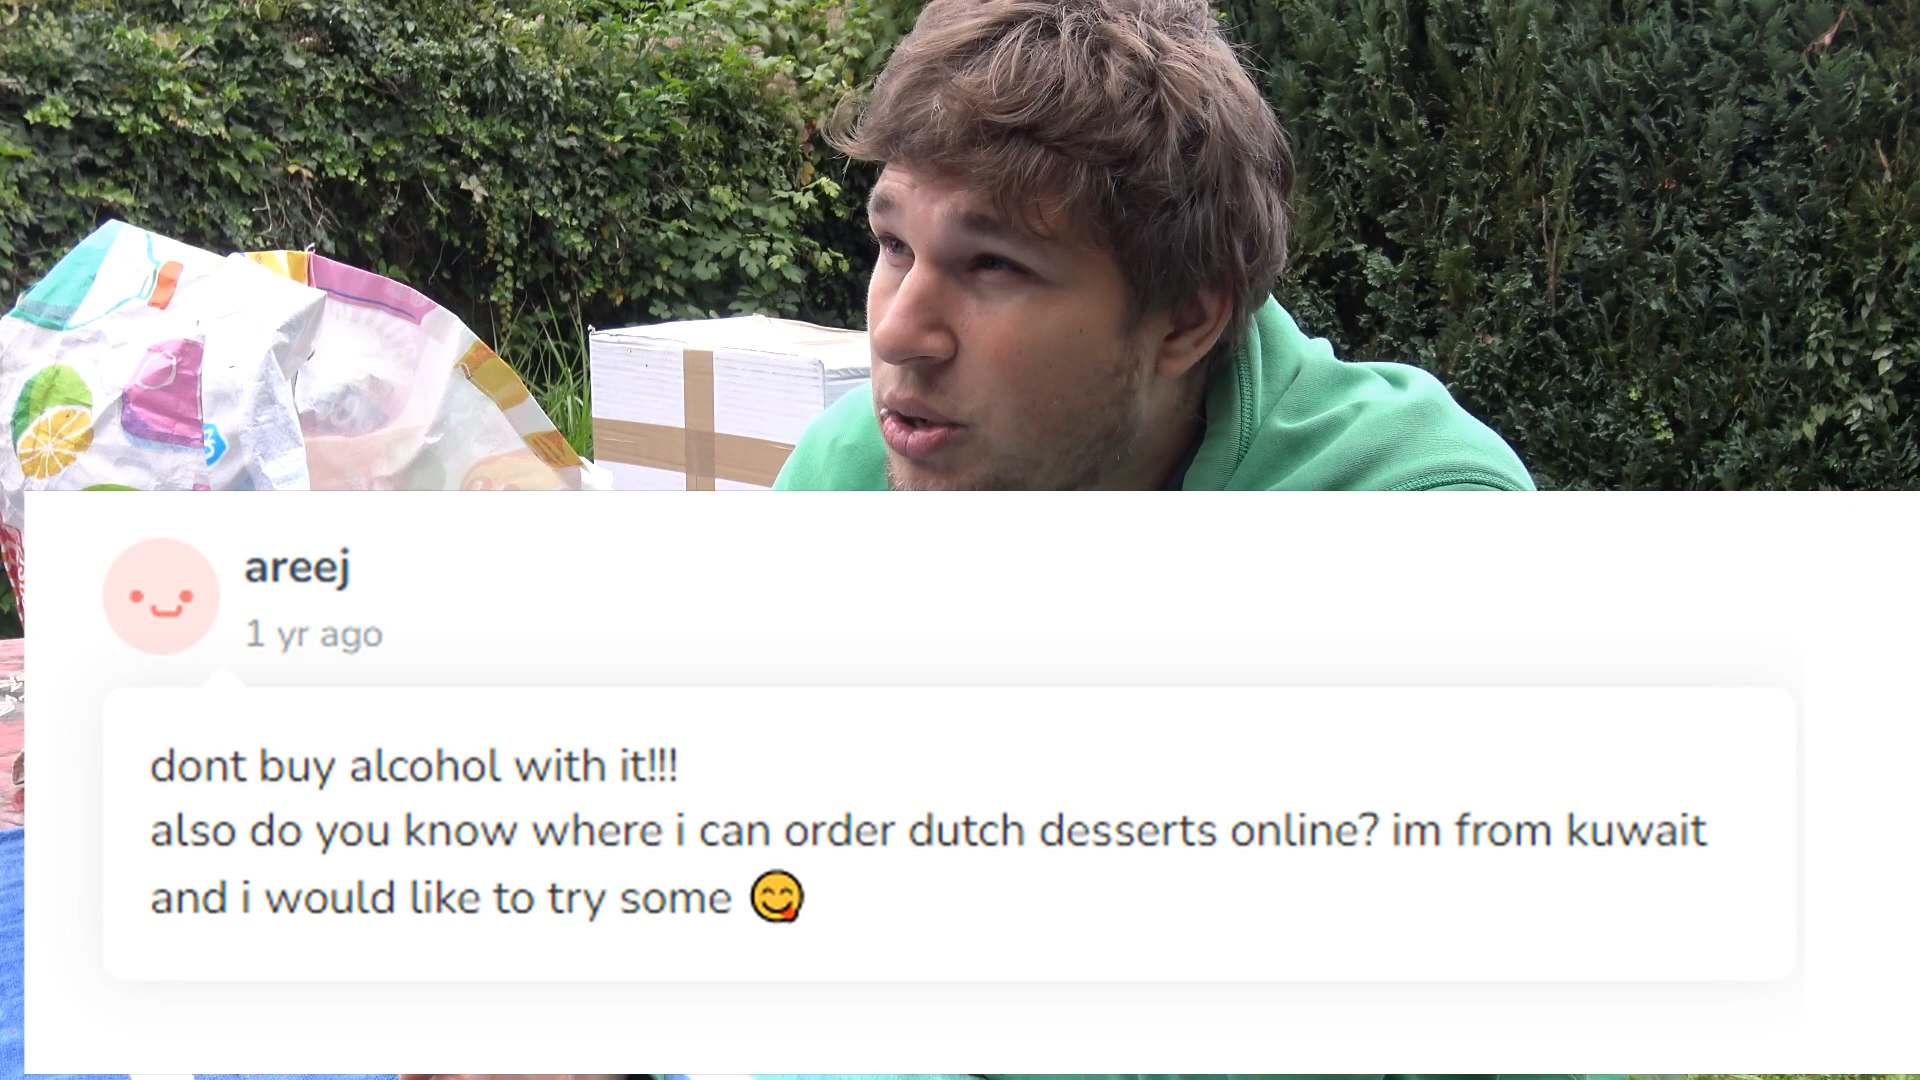 areej
1 yr ago
dont buy alcohol with it!!!
also do you know where i can order dutch desserts online? im from kuwait
and i would like to try some 😋